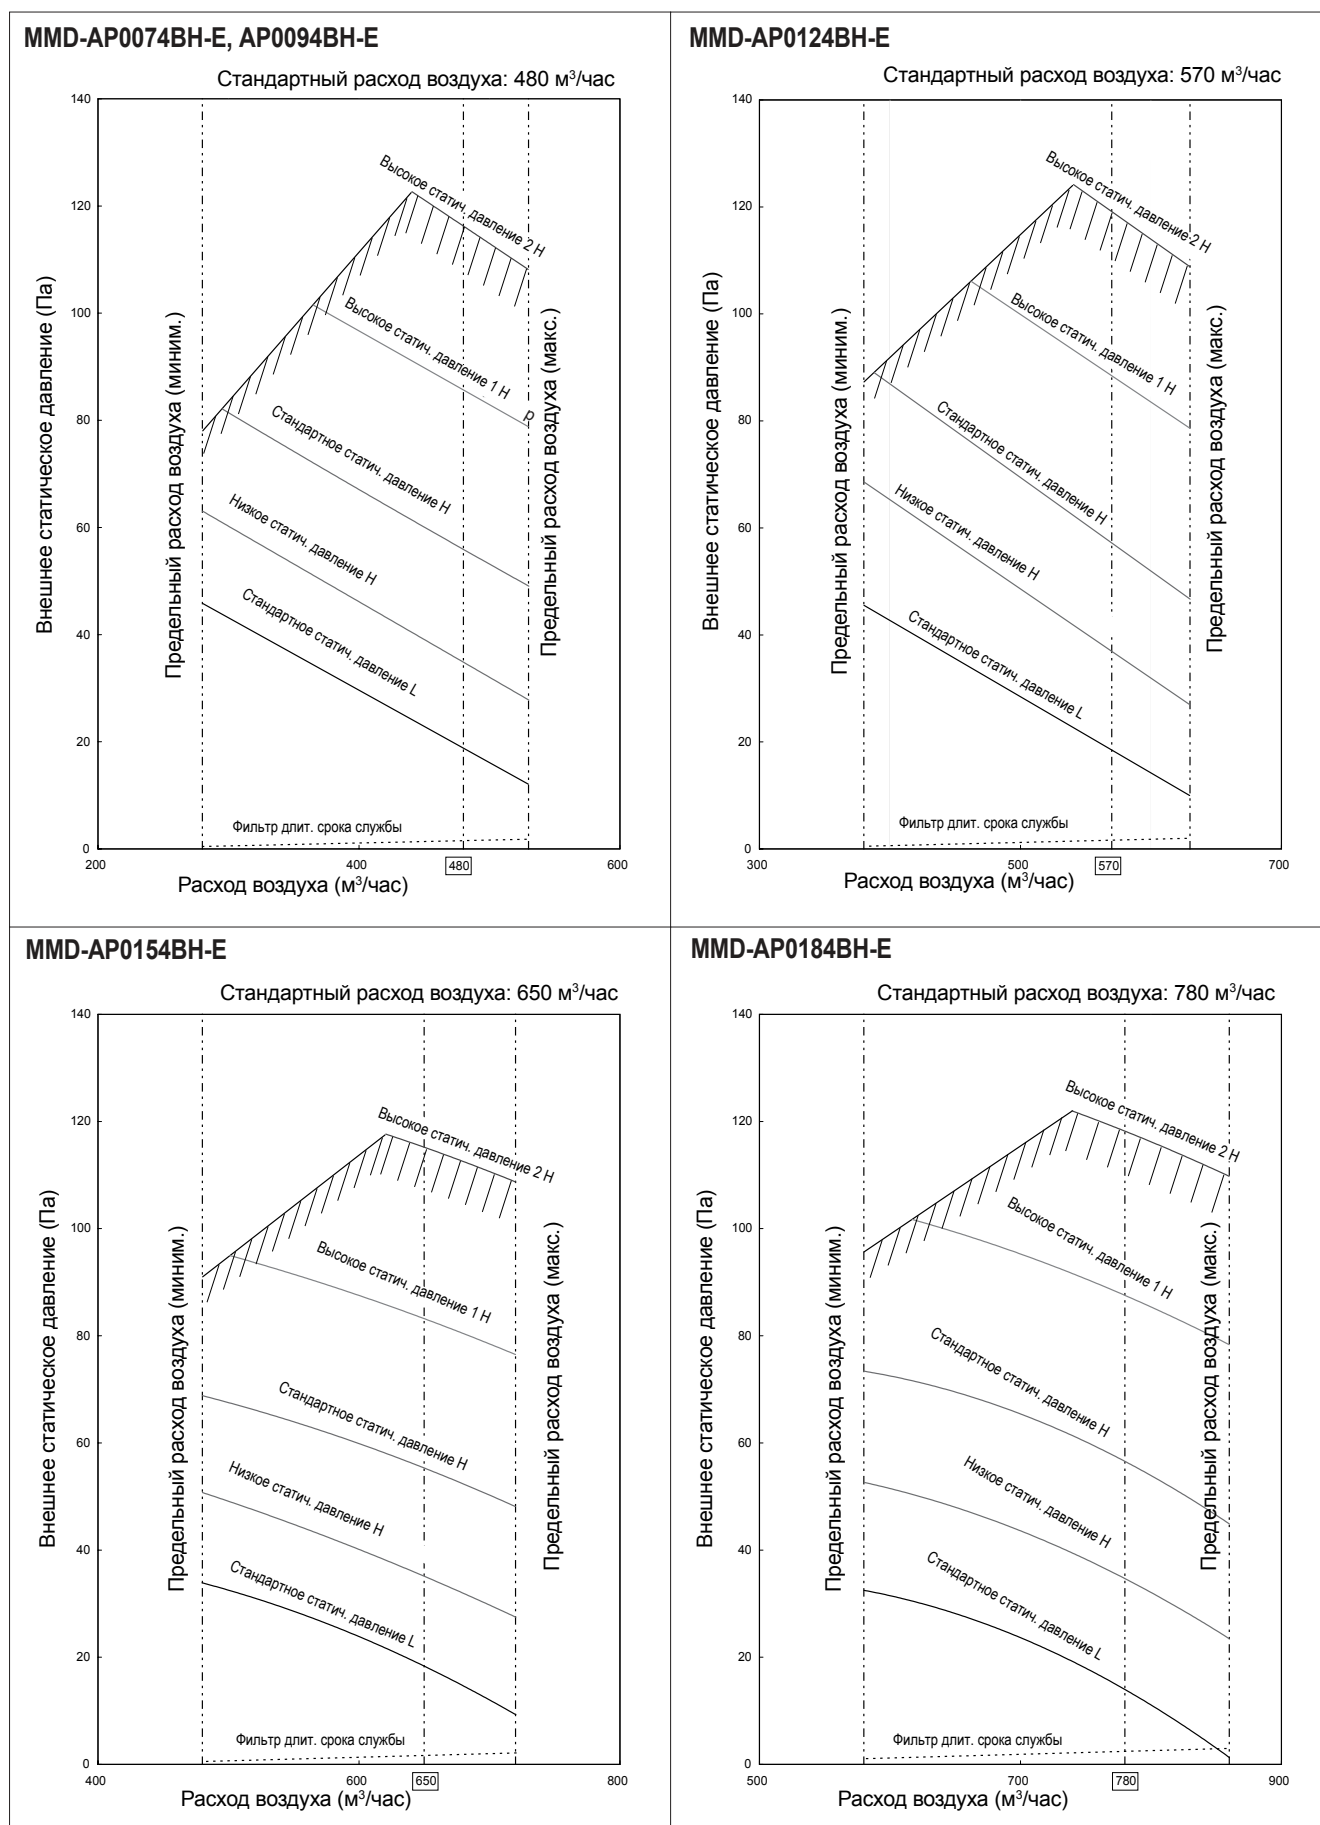 MMD-AP0074BH-E, AP0094BH-E
Стандартный расход воздуха: 480 м³/час
140
120
100
80
60
40
20
0
Внешнее статическое давление (Па)
Предельный расход воздуха (миним.)
Предельный расход воздуха (макс.)
Высокое статич. давление 2 H
Высокое статич. давление 1 H
р
Стандартное статич. давление H
Низкое статич. давление H
Стандартное статич. давление L
Фильтр длит. срока службы
200
400
480
600
Расход воздуха (м³/час)
MMD-AP0124BH-E
Стандартный расход воздуха: 570 м³/час
140
120
100
80
60
40
20
0
Внешнее статическое давление (Па)
Предельный расход воздуха (миним.)
Предельный расход воздуха (макс.)
Высокое статич. давление 2 H
Высокое статич. давление 1 H
Стандартное статич. давление H
Низкое статич. давление H
Стандартное статич. давление L
Фильтр длит. срока службы
300
500
570
700
Расход воздуха (м³/час)
MMD-AP0154BH-E
Стандартный расход воздуха: 650 м³/час
140
120
100
80
60
40
20
0
Внешнее статическое давление (Па)
Предельный расход воздуха (миним.)
Предельный расход воздуха (макс.)
Высокое статич. давление 2 H
Высокое статич. давление 1 H
Стандартное статич. давление H
Низкое статич. давление H
Стандартное статич. давление L
Фильтр длит. срока службы
400
600
650
800
Расход воздуха (м³/час)
MMD-AP0184BH-E
Стандартный расход воздуха: 780 м³/час
140
120
100
80
60
40
20
0
Внешнее статическое давление (Па)
Предельный расход воздуха (миним.)
Предельный расход воздуха (макс.)
Высокое статич. давление 2 H
Высокое статич. давление 1 H
Стандартное статич. давление H
Низкое статич. давление H
Стандартное статич. давление L
Фильтр длит. срока службы
500
700
780
900
Расход воздуха (м³/час)